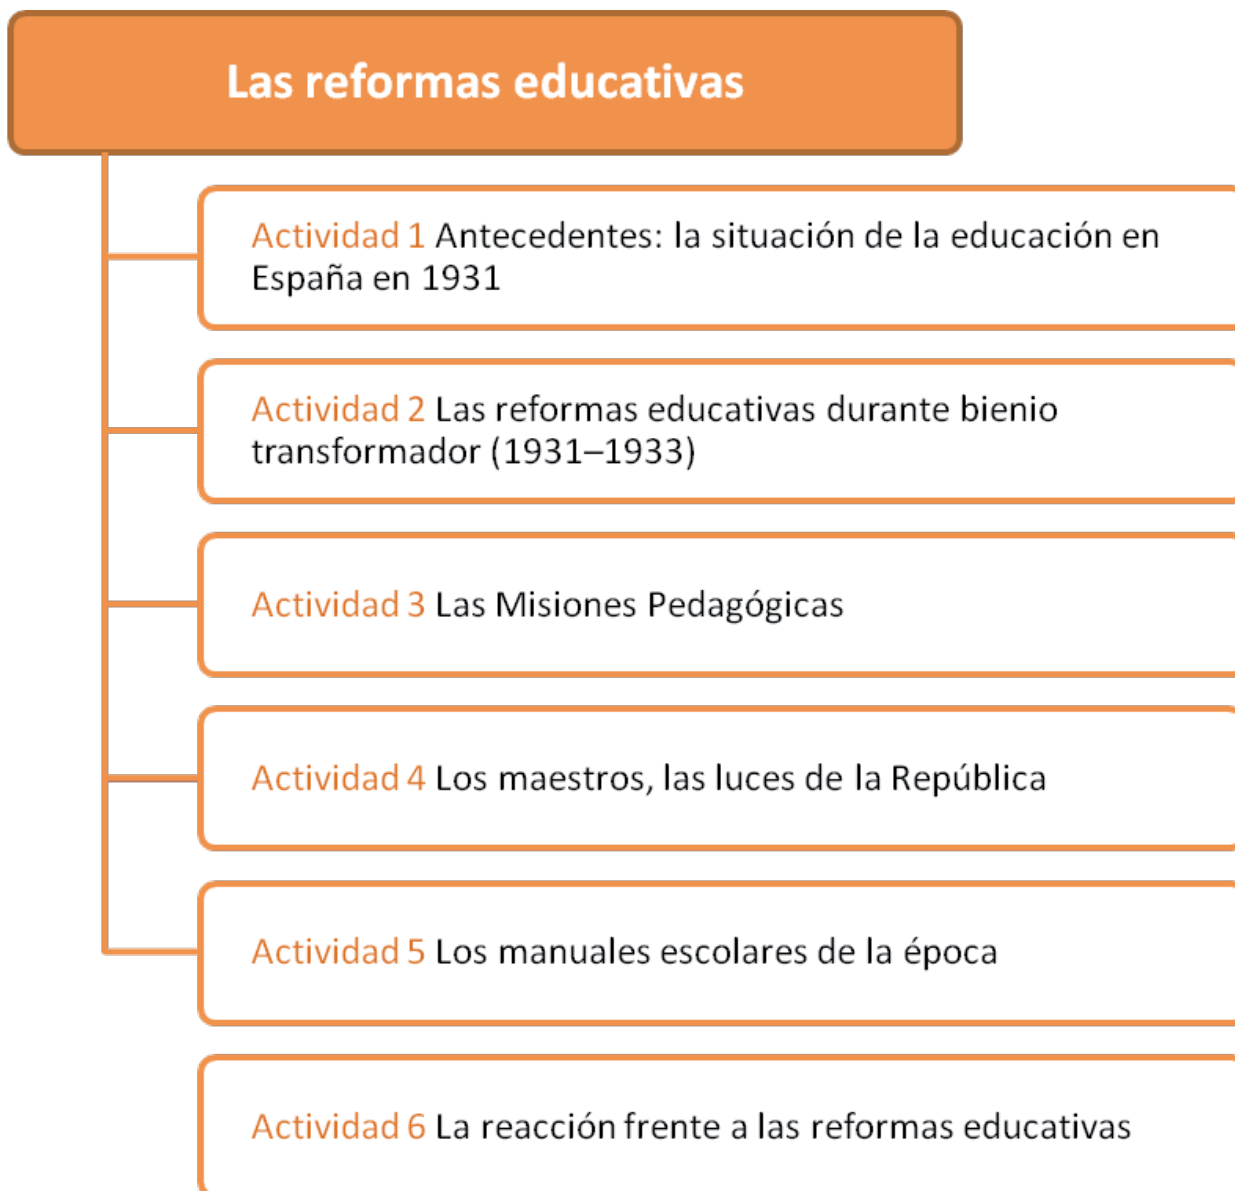 Las reformas educativas
Actividad 1 Antecedentes: la situación de la educación en
España en 1931
Actividad 2 Las reformas educativas durante bienio
transformador (1931–1933)
Actividad 3 Las Misiones Pedagógicas
Actividad 4 Los maestros, las luces de la República
Actividad 5 Los manuales escolares de la época
Actividad 6 La reacción frente a las reformas educativas